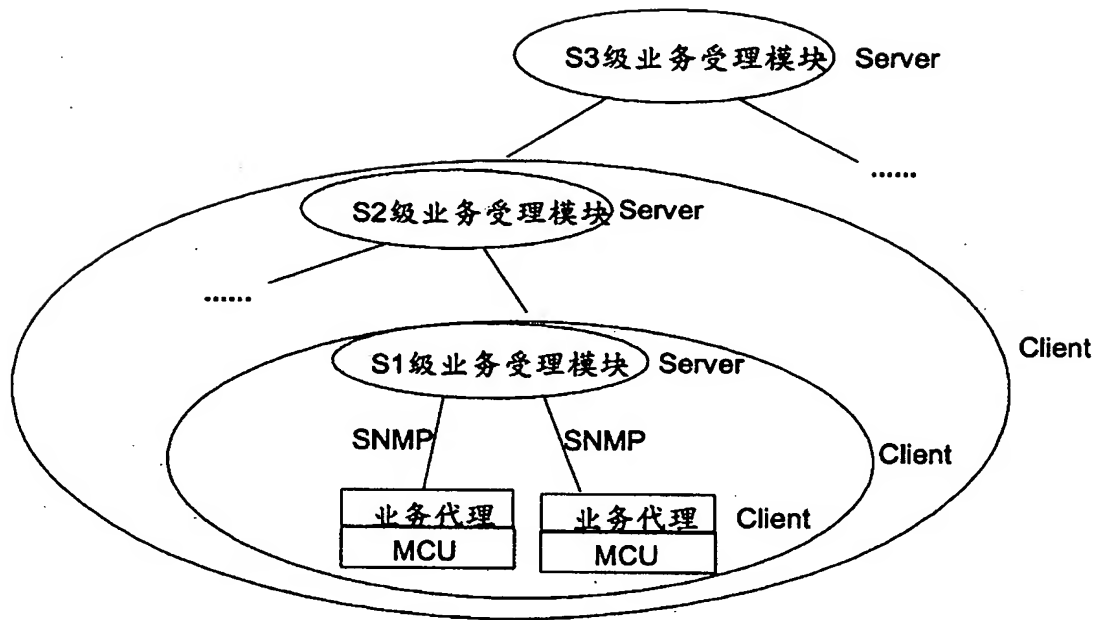 S3级业务受理模块 Server
......
S2级业务受理模块 Server
......
Client
S1级业务受理模块 Server
SNMP SNMP
Client
业务代理 业务代理 Client
MCU MCU